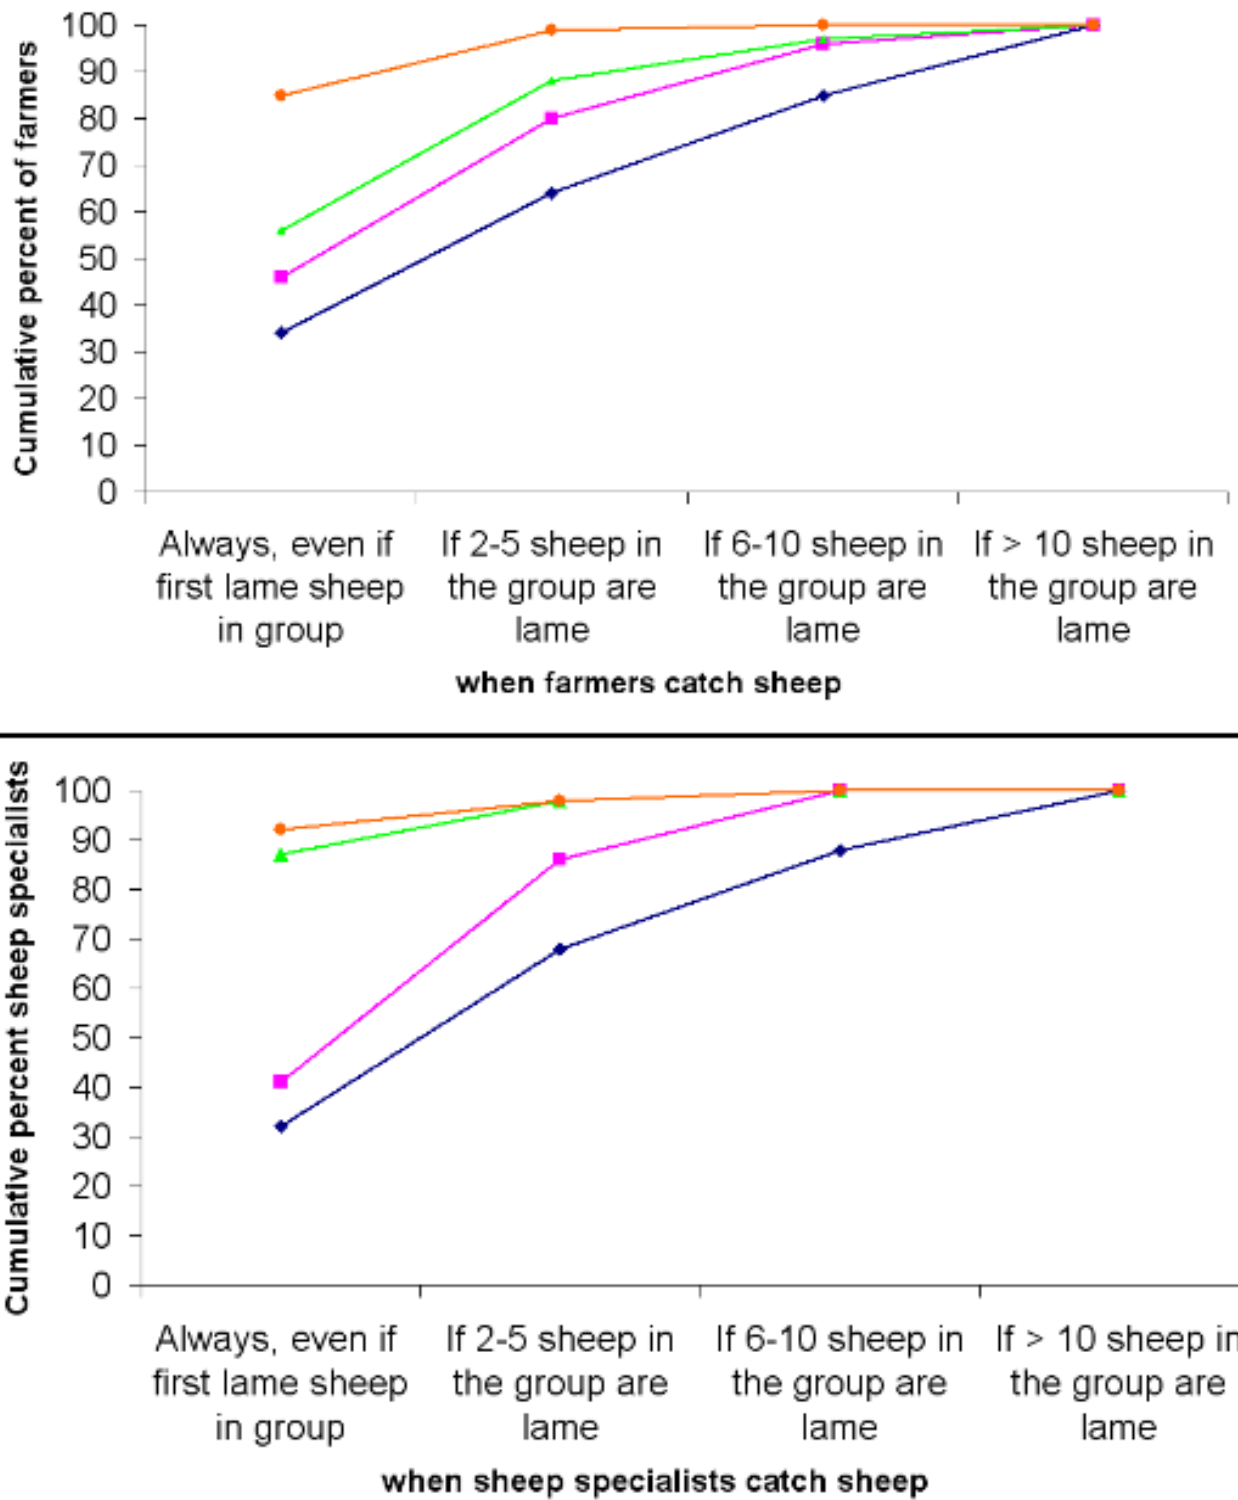 Cumulative percent of farmers
100
90
80
70
60
50
40
30
20
10
0
Always, even if
first lame sheep
in group
If 2-5 sheep in
the group are
lame
If 6-10 sheep in
the group are
lame
If > 10 sheep in
the group are
lame
when farmers catch sheep
Cumulative percent sheep specialists
100
90
80
70
60
50
40
30
20
10
0
Always, even if
first lame sheep
in group
If 2-5 sheep in
the group are
lame
If 6-10 sheep in
the group are
lame
If > 10 sheep in
the group are
lame
when sheep specialists catch sheep